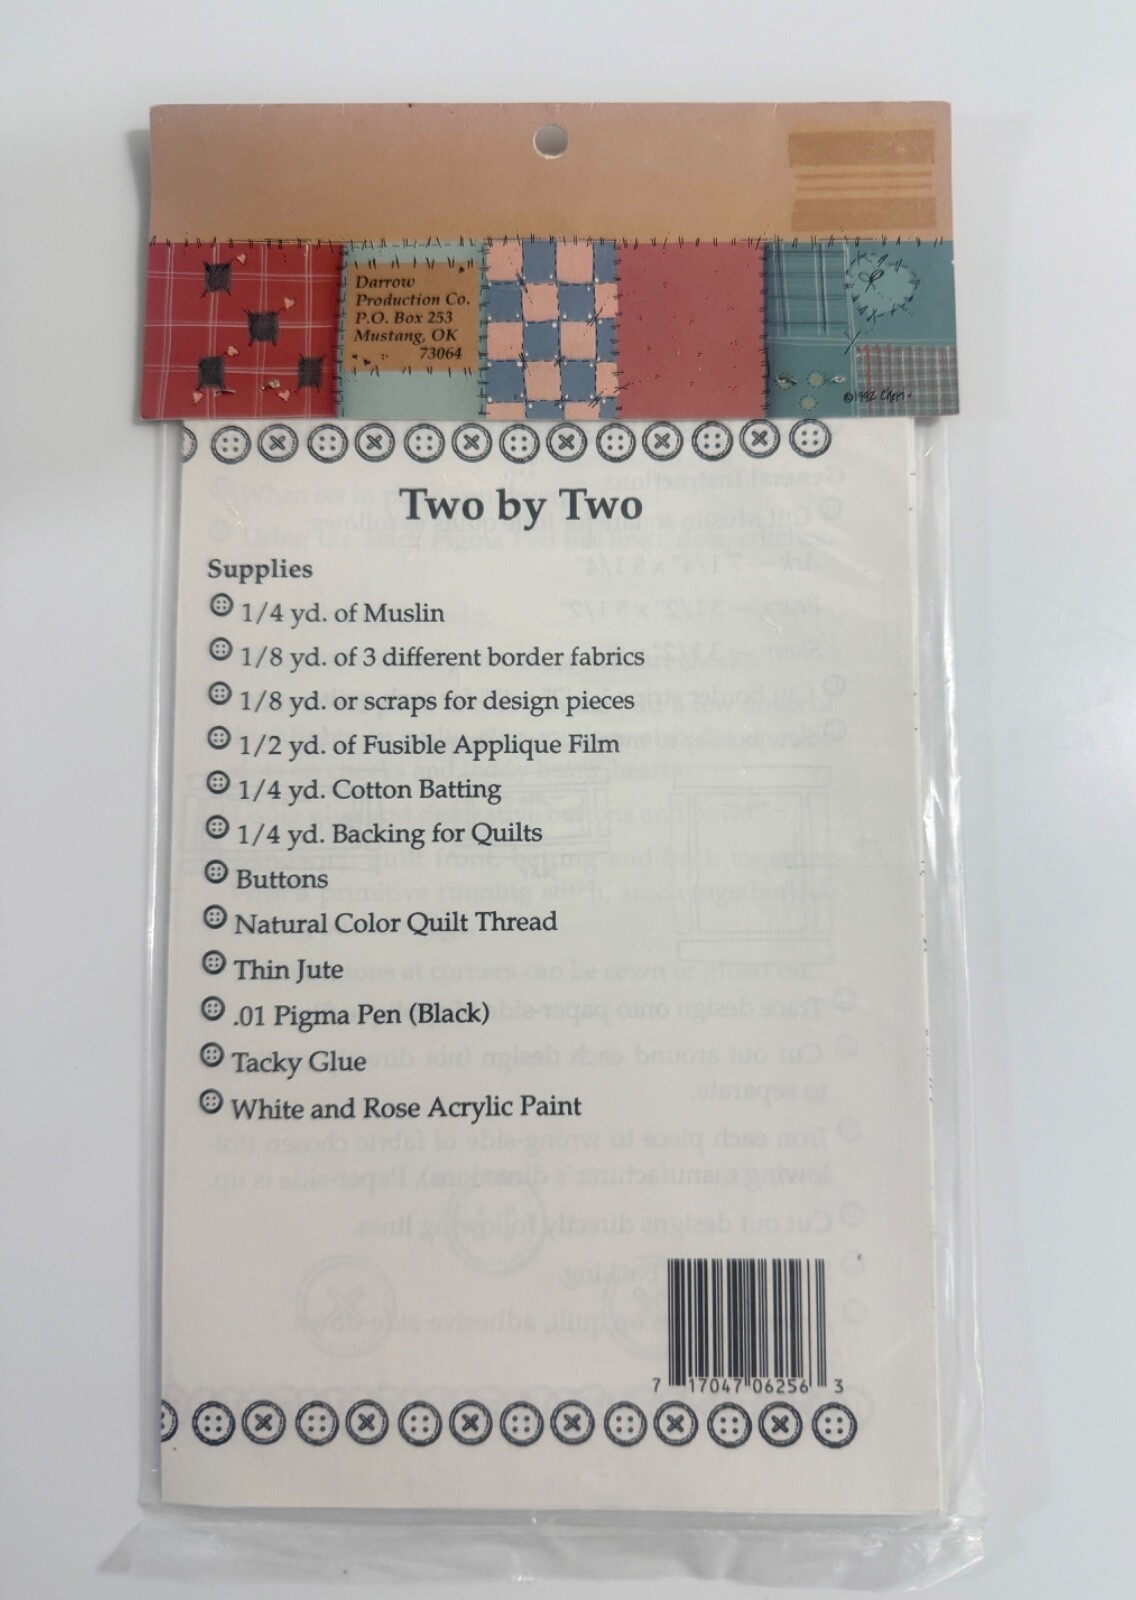 Darrow
Production Co.
P.O. Box 253
Mustang, OK
73064
©1992 Cheri
Two by Two
Supplies
1/4 yd. of Muslin
1/8 yd. of 3 different border fabrics
1/8 yd. or scraps for design pieces
1/2 yd. of Fusible Applique Film
1/4 yd. Cotton Batting
1/4 yd. Backing for Quilts
Buttons
Natural Color Quilt Thread
Thin Jute
.01 Pigma Pen (Black)
Tacky Glue
White and Rose Acrylic Paint
7 17047 06256 3